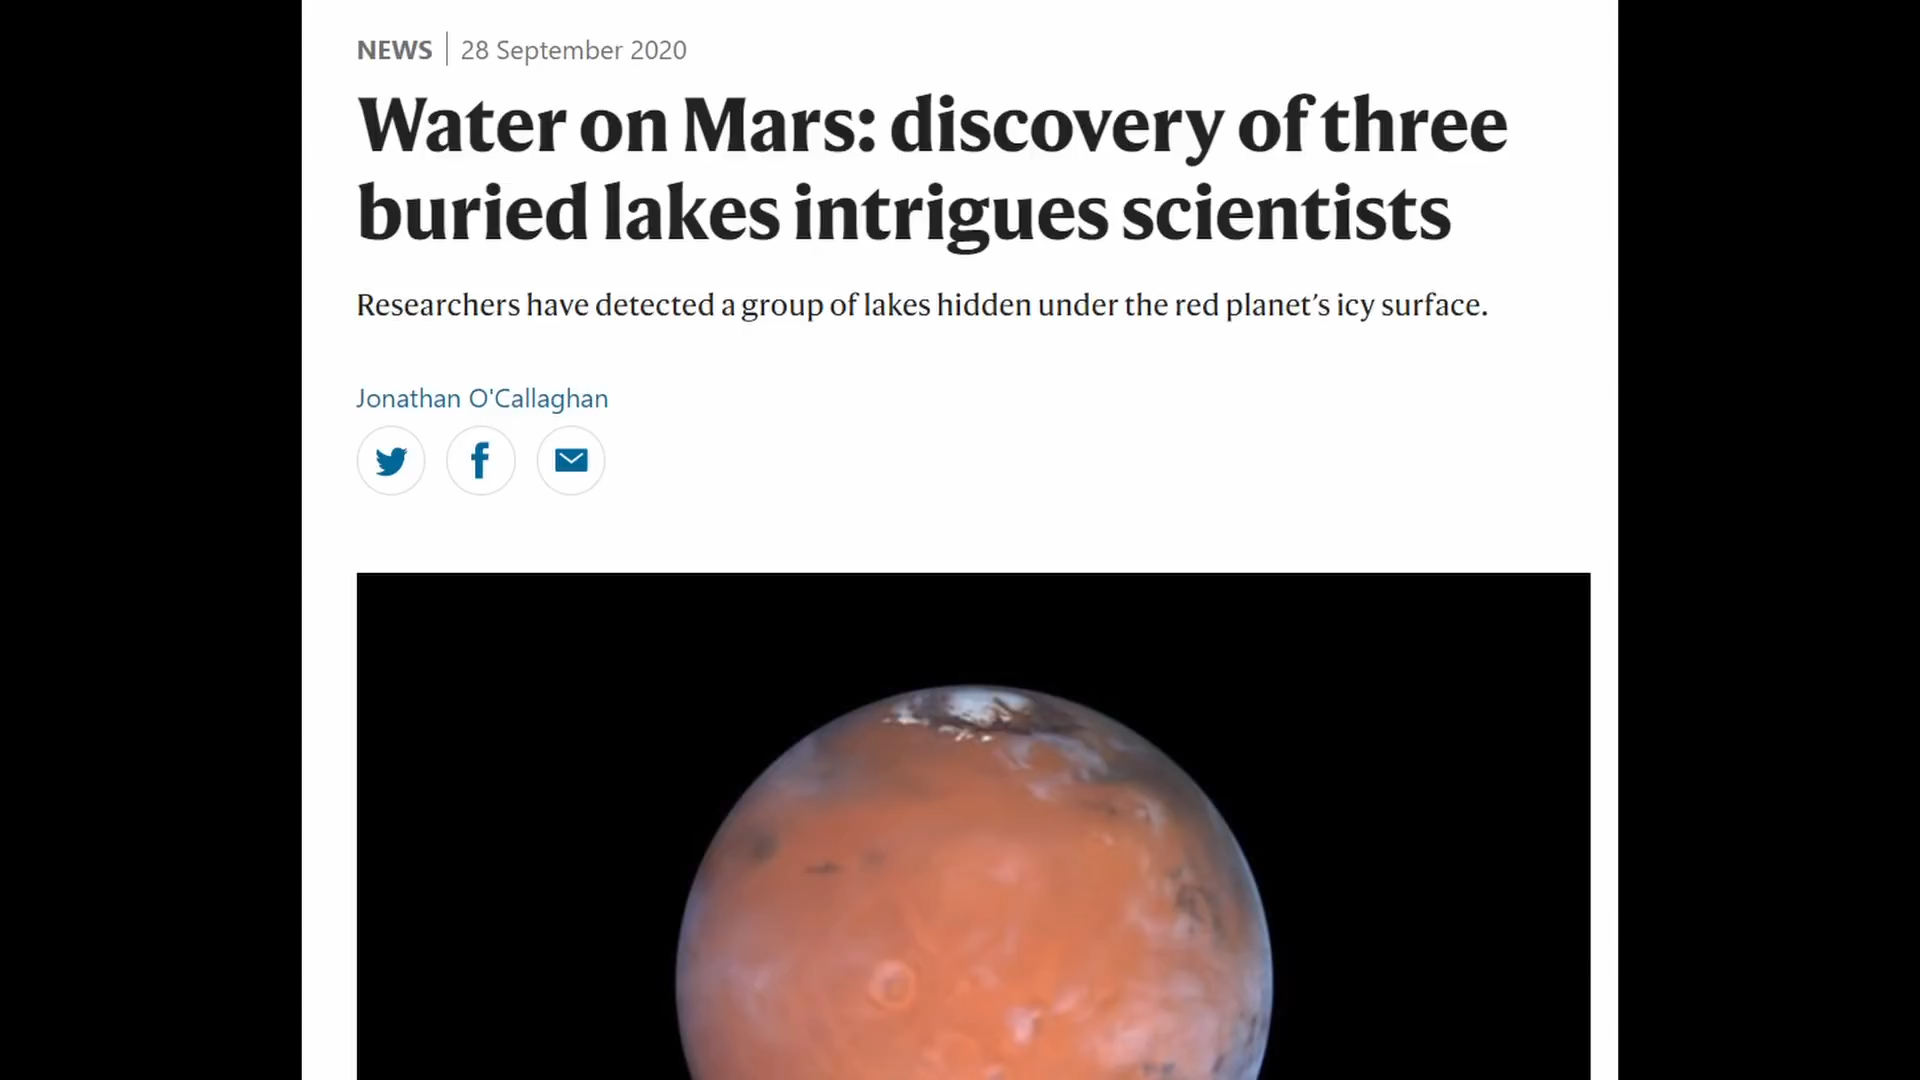 NEWS | 28 September 2020
Water on Mars: discovery of three
buried lakes intrigues scientists
Researchers have detected a group of lakes hidden under the red planet’s icy surface.
Jonathan O'Callaghan